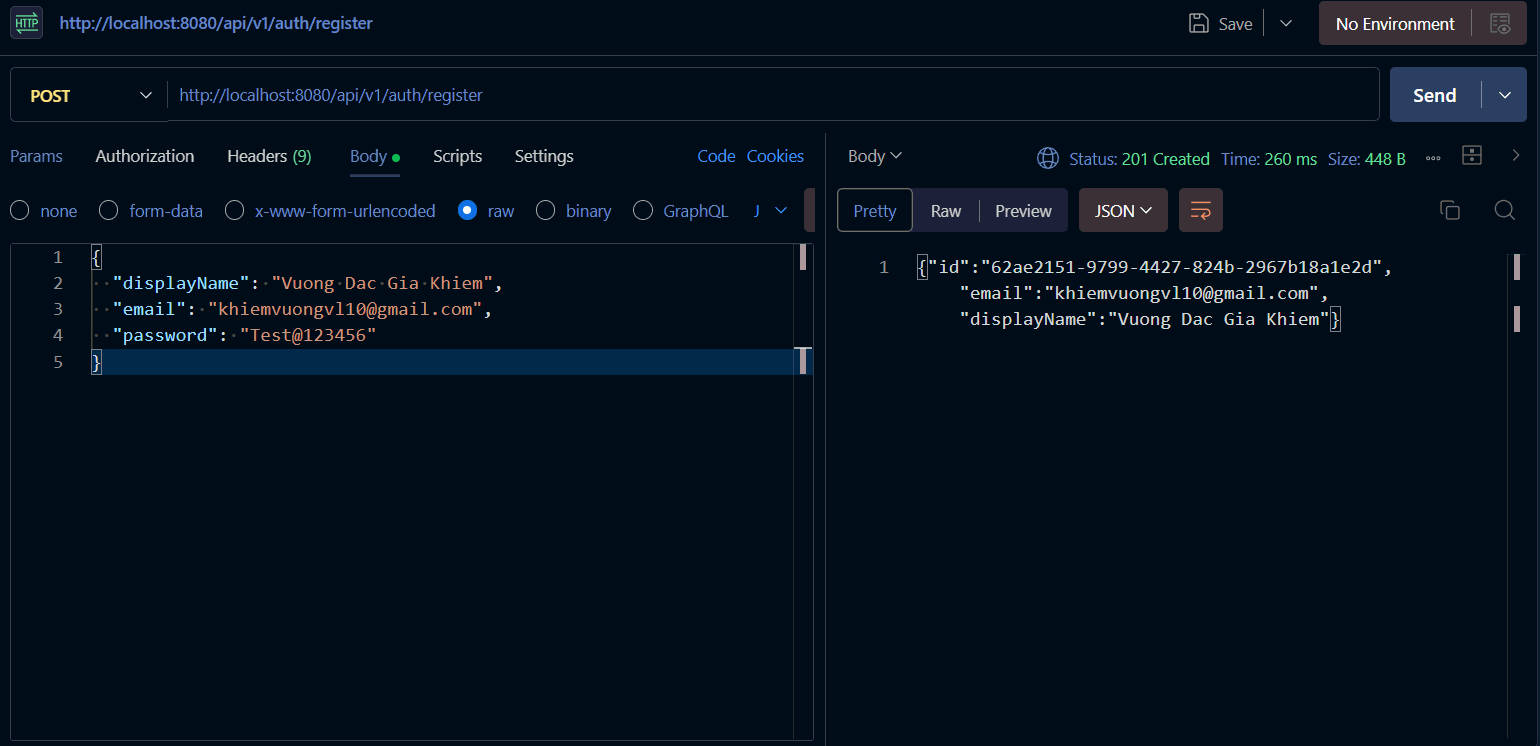 HTTP http://localhost:8080/api/v1/auth/register Save No Environment
POST http://localhost:8080/api/v1/auth/register Send
Params Authorization Headers (9) Body Scripts Settings Code Cookies
none form-data x-www-form-urlencoded raw binary GraphQL J
1 {
2 "displayName": "Vuong Dac Gia Khiem",
3 "email": "khiemvuongvl10@gmail.com",
4 "password": "Test@123456"
5 }
Body Status: 201 Created Time: 260 ms Size: 448 B
Pretty Raw Preview JSON
1 {"id":"62ae2151-9799-4427-824b-2967b18a1e2d",
"email":"khiemvuongvl10@gmail.com",
"displayName":"Vuong Dac Gia Khiem"}